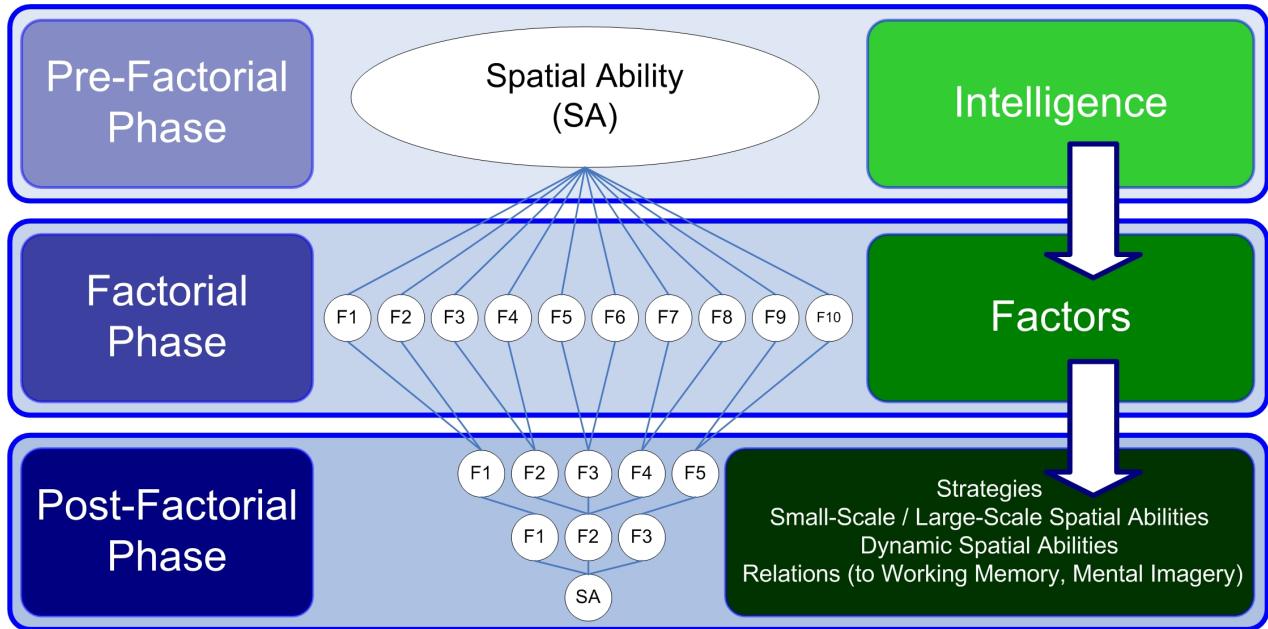 Pre-Factorial
Phase
Spatial Ability
(SA)
Intelligence
Factorial
Phase
F1 F2 F3 F4 F5 F6 F7 F8 F9 F10
Factors
Post-Factorial
Phase
F1 F2 F3 F4 F5
F1 F2 F3
SA
Strategies
Small-Scale / Large-Scale Spatial Abilities
Dynamic Spatial Abilities
Relations (to Working Memory, Mental Imagery)